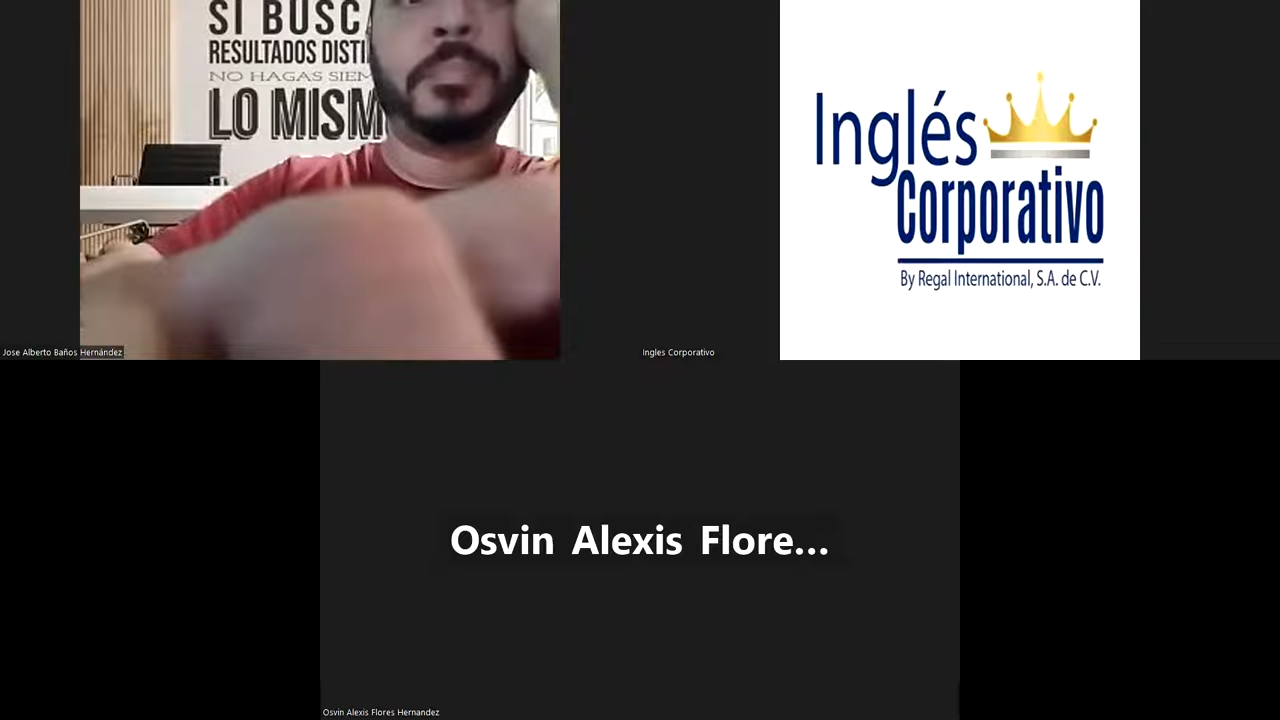 SI BUSCA
RESULTADOS DISTI
NO HAGAS SIEM
LO MISM
Jose Alberto Baños Hernández
Inglés
Corporativo
By Regal International, S.A. de C.V.
Ingles Corporativo
Osvin Alexis Flore...
Osvin Alexis Flores Hernandez